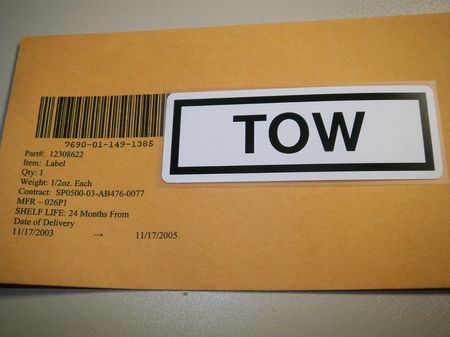 7690-01-149-1385
Part#: 12308622
Item: Label
Qty: 1
Weight: 1/2oz. Each
Contract: SP0500-03-AB476-0077
MFR – 026P1
SHELF LIFE: 24 Months From
Date of Delivery
11/17/2003 → 11/17/2005
TOW